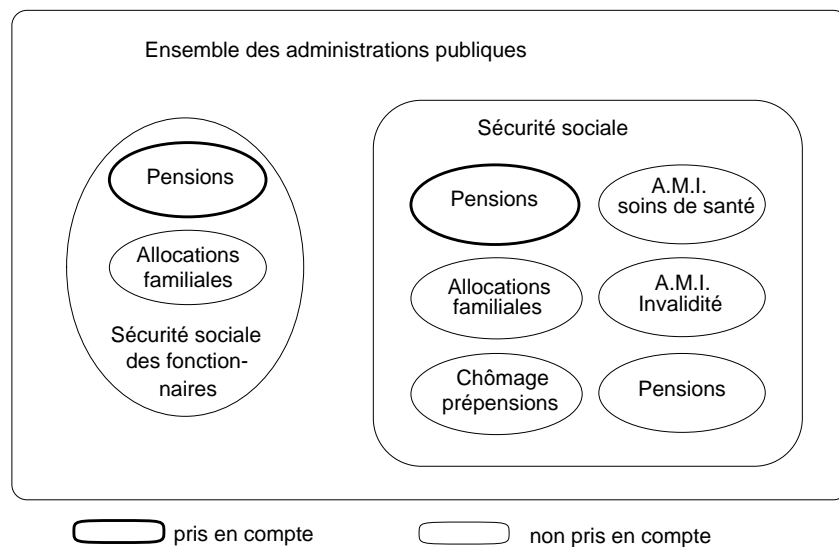 Ensemble des administrations publiques
Pensions
Allocations
familiales
Sécurité sociale
des fonction-
naires
Sécurité sociale
Pensions
A.M.I.
soins de santé
Allocations
familiales
A.M.I.
Invalidité
Chômage
prépensions
Pensions
pris en compte
non pris en compte